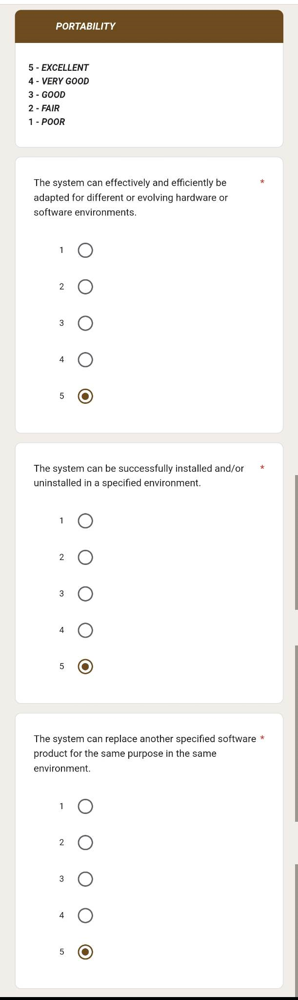 PORTABILITY
5 - EXCELLENT
4 - VERY GOOD
3 - GOOD
2 - FAIR
1 - POOR
The system can effectively and efficiently be *
adapted for different or evolving hardware or
software environments.
1
2
3
4
5
The system can be successfully installed and/or *
uninstalled in a specified environment.
1
2
3
4
5
The system can replace another specified software *
product for the same purpose in the same
environment.
1
2
3
4
5